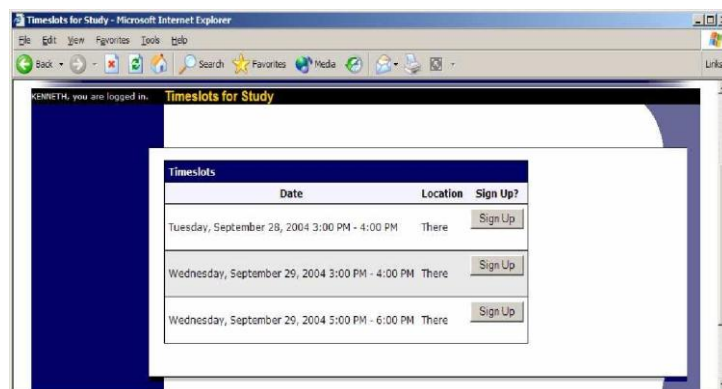 Timeslots for Study - Microsoft Internet Explorer
File Edit View Favorites Tools Help
Back Search Favorites Media Links
KENNETH, you are logged in. Timeslots for Study
Timeslots
Date Location Sign Up?
Tuesday, September 28, 2004 3:00 PM - 4:00 PM There Sign Up
Wednesday, September 29, 2004 3:00 PM - 4:00 PM There Sign Up
Wednesday, September 29, 2004 5:00 PM - 6:00 PM There Sign Up